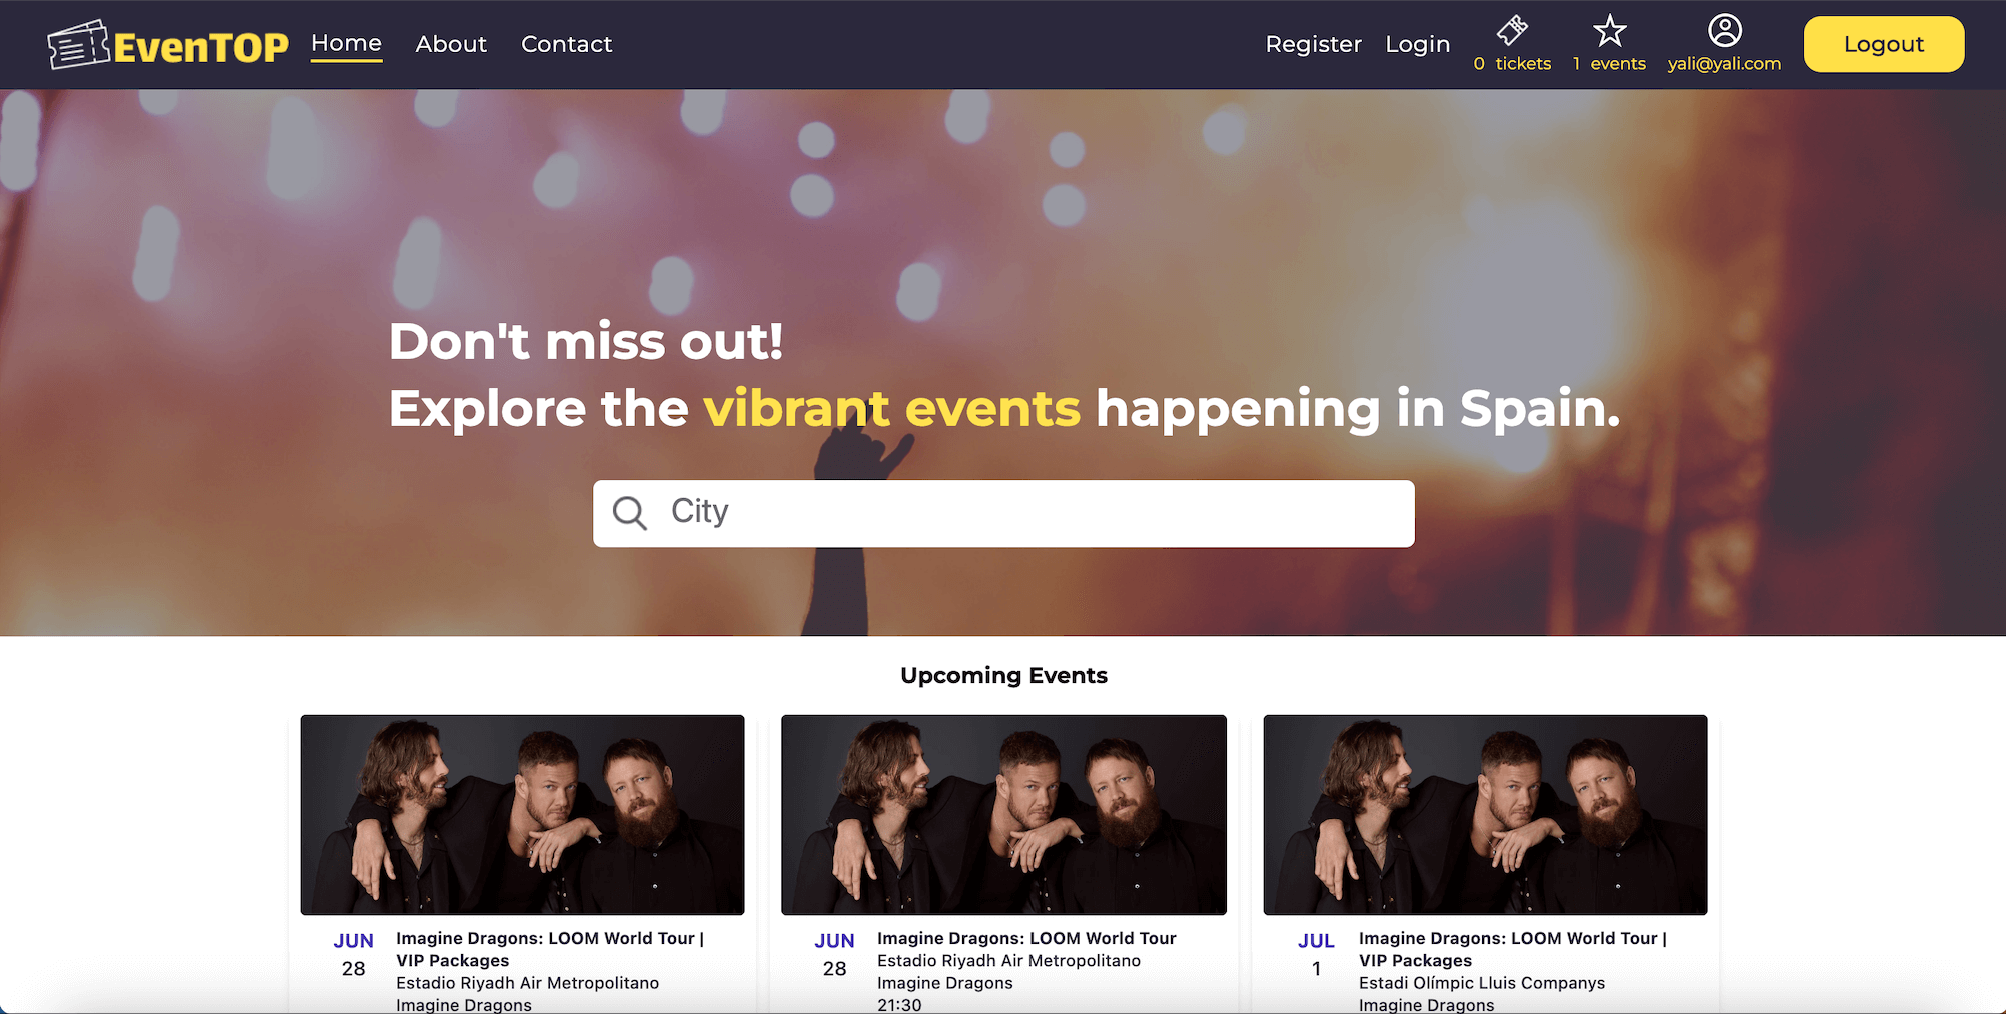 EvenTOP
Home
About
Contact
Register
Login
0 tickets
1 events
yali@yali.com
Logout
Don't miss out!
Explore the vibrant events happening in Spain.
City
Upcoming Events
JUN
28
Imagine Dragons: LOOM World Tour |
VIP Packages
Estadio Riyadh Air Metropolitano
Imagine Dragons
JUN
28
Imagine Dragons: LOOM World Tour
Estadio Riyadh Air Metropolitano
Imagine Dragons
21:30
JUL
1
Imagine Dragons: LOOM World Tour |
VIP Packages
Estadi Olímpic Lluis Companys
Imagine Dragons